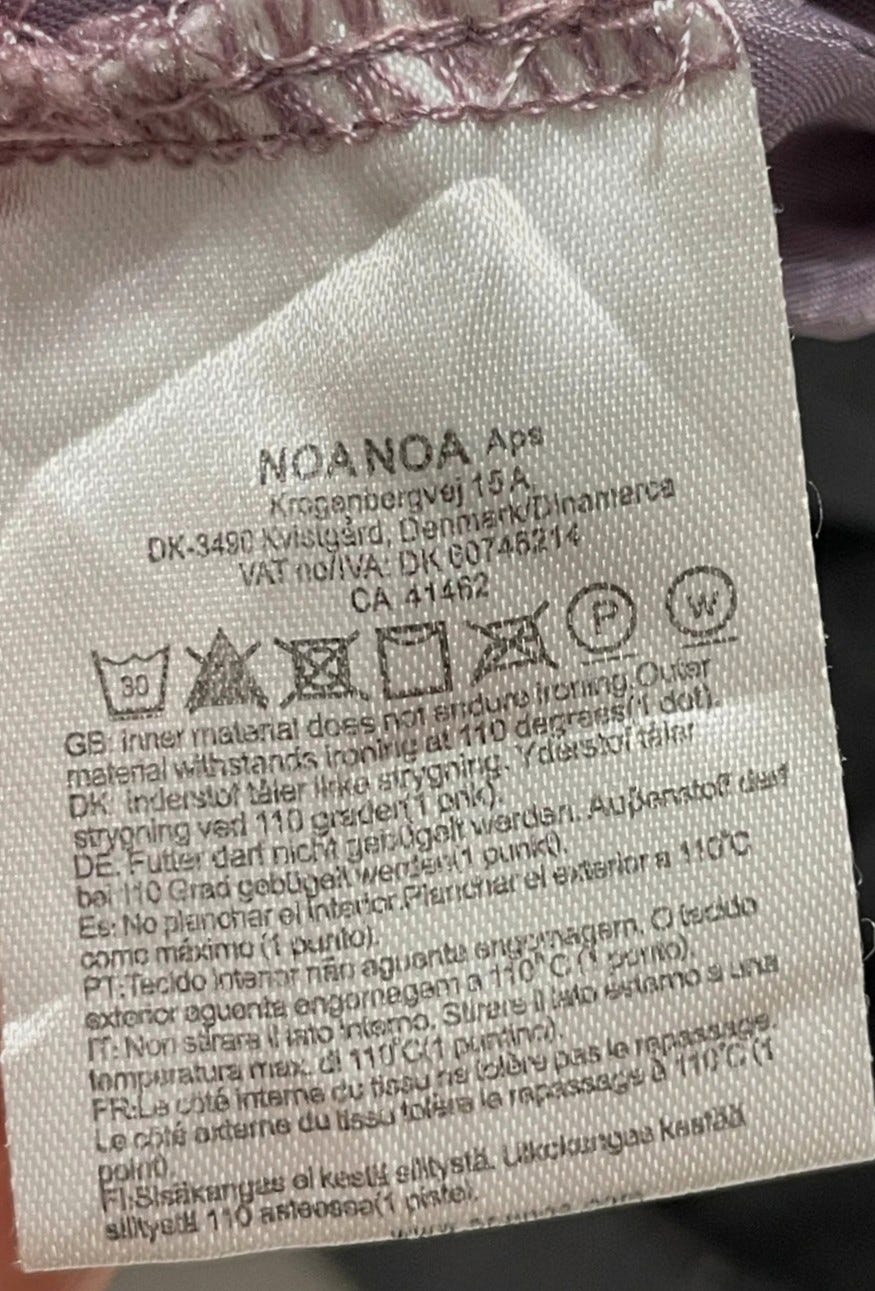 NOA NOA Aps
Krogenbergvej 15 A,
DK-3490 Kvistgård, Denmark/Dinamarca
VAT no/IVA: DK 60746214
CA 41462
30
P
W
GB: inner material does not endure ironing. Outer
material withstands ironing at 110 degrees(1 dot).
DK: inderstof tåler ikke strygning. Yderstof tåler
strygning ved 110 grader(1 prik).
DE: Futter darf nicht gebügelt werden. Außenstoff darf
bei 110 Grad gebügelt werden(1 punkt).
Es: No planchar el interior.Planchar el exterior a 110°C
como máximo (1 punto).
PT:Tecido interior não aguenta engomagem. O tecido
exterior aguenta engomagem a 110°C (1 ponto).
IT: Non stirare il lato interno. Stirare il lato esterno a una
temperatura max. di 110°C(1 puntino).
FR:Le côté interne du tissu ne tolère pas le repassage.
Le côté externe du tissu tolère le repassage à 110°C (1
point).
FI:Sisäkangas ei kestä silitystä. Ulkokangas kestää
silitystä 110 asteessa(1 piste).